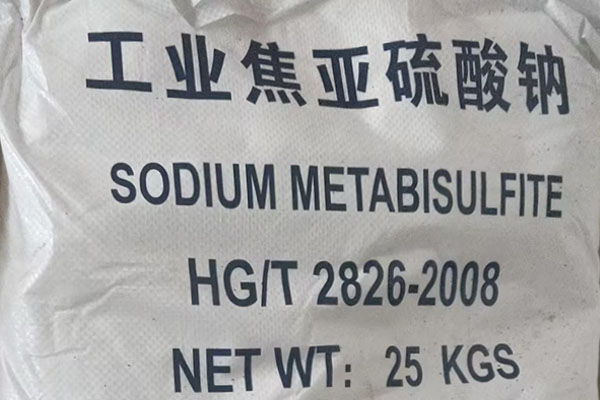 工业焦亚硫酸钠
SODIUM METABISULFITE
HG/T 2826-2008
NET WT: 25 KGS